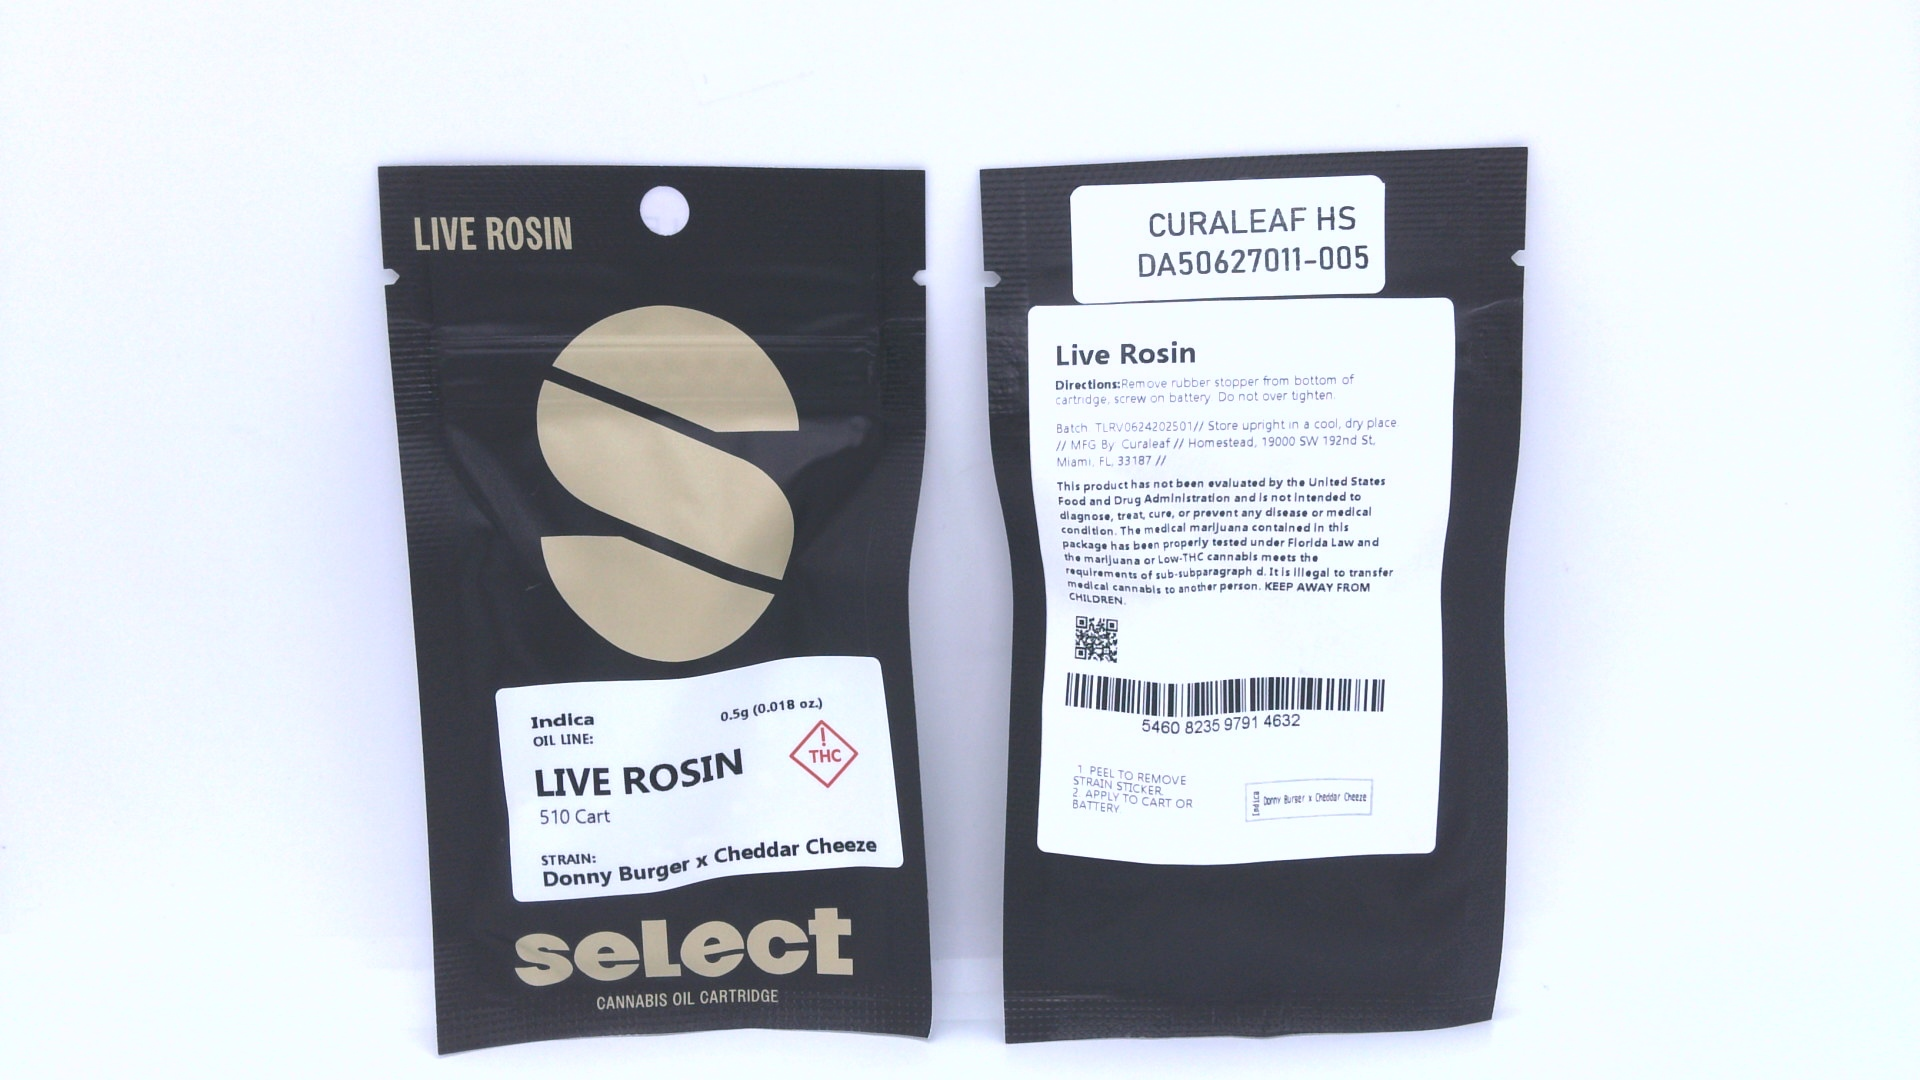 LIVE ROSIN
Indica
0.5g (0.018 oz.)
OIL LINE:
LIVE ROSIN
!
THC
510 Cart
STRAIN:
Donny Burger x Cheddar Cheeze
select
CANNABIS OIL CARTRIDGE
CURALEAF HS
DA50627011-005
Live Rosin
Directions:Remove rubber stopper from bottom of
cartridge, screw on battery. Do not over tighten.
Batch: TLRV0624202501// Store upright in a cool, dry place
// MFG By: Curaleaf // Homestead, 19000 SW 192nd St,
Miami, FL, 33187 //
This product has not been evaluated by the United States
Food and Drug Administration and is not intended to
diagnose, treat, cure, or prevent any disease or medical
condition. The medical marijuana contained in this
package has been properly tested under Florida Law and
the marijuana or Low-THC cannabis meets the
requirements of sub-subparagraph d. It is illegal to transfer
medical cannabis to another person. KEEP AWAY FROM
CHILDREN.
5460 8235 9791 4632
1. PEEL TO REMOVE
STRAIN STICKER.
2. APPLY TO CART OR
BATTERY.
Indica
Donny Burger x Cheddar Cheeze